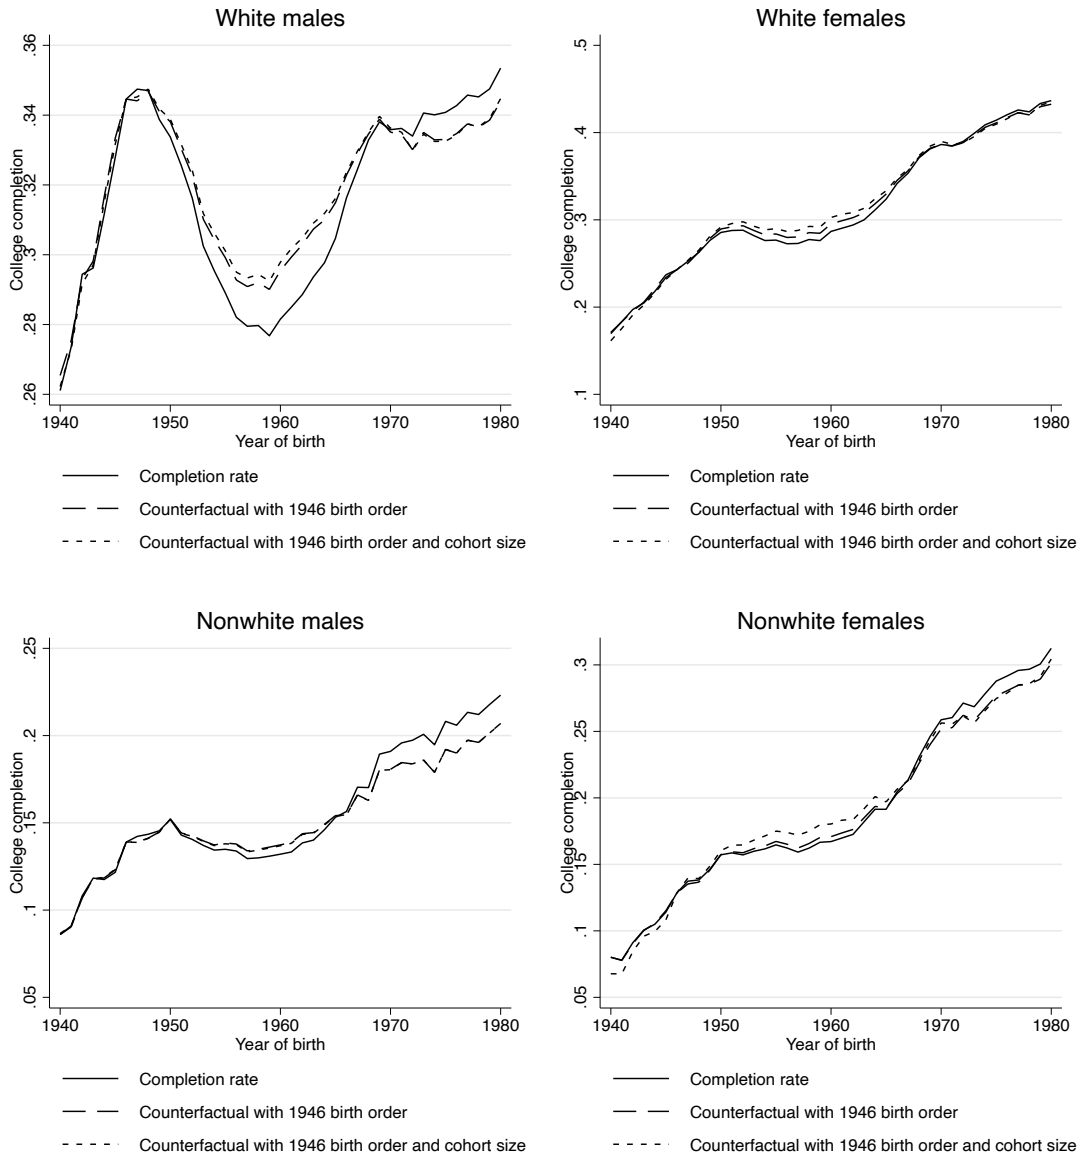 White males
College completion
.36
.34
.32
.3
.28
.26
1940 1950 1960 1970 1980
Year of birth
Completion rate
Counterfactual with 1946 birth order
Counterfactual with 1946 birth order and cohort size
White females
College completion
.5
.4
.3
.2
.1
1940 1950 1960 1970 1980
Year of birth
Completion rate
Counterfactual with 1946 birth order
Counterfactual with 1946 birth order and cohort size
Nonwhite males
College completion
.25
.2
.15
.1
.05
1940 1950 1960 1970 1980
Year of birth
Completion rate
Counterfactual with 1946 birth order
Counterfactual with 1946 birth order and cohort size
Nonwhite females
College completion
.3
.25
.2
.15
.1
.05
1940 1950 1960 1970 1980
Year of birth
Completion rate
Counterfactual with 1946 birth order
Counterfactual with 1946 birth order and cohort size